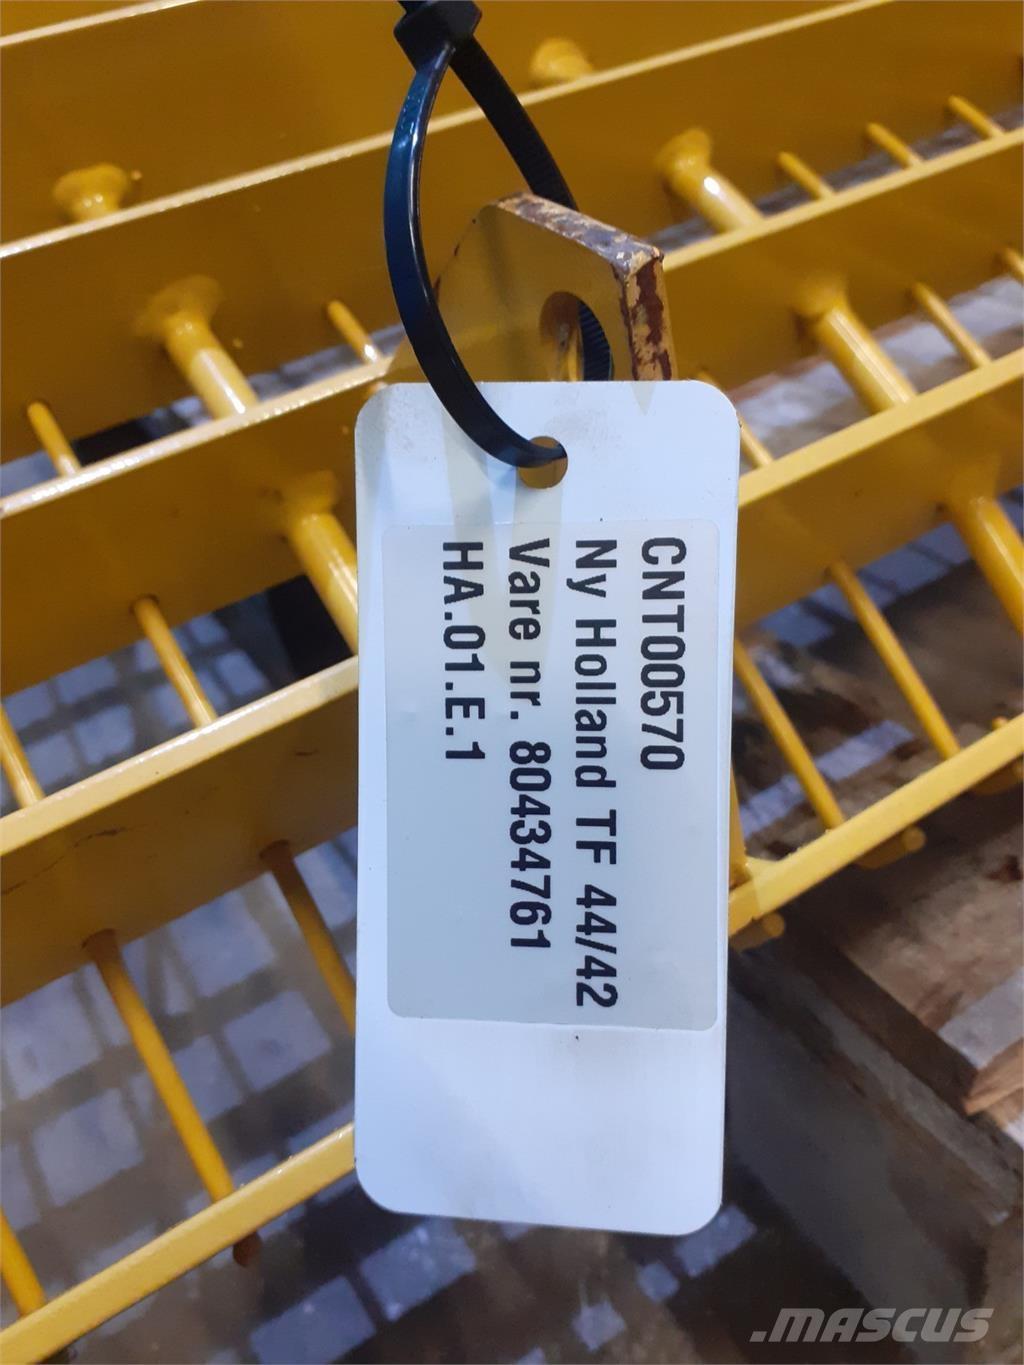 CNT00570
Ny Holland TF 44/42
Vare nr. 80434761
HA.01.E.1
.MASCUS